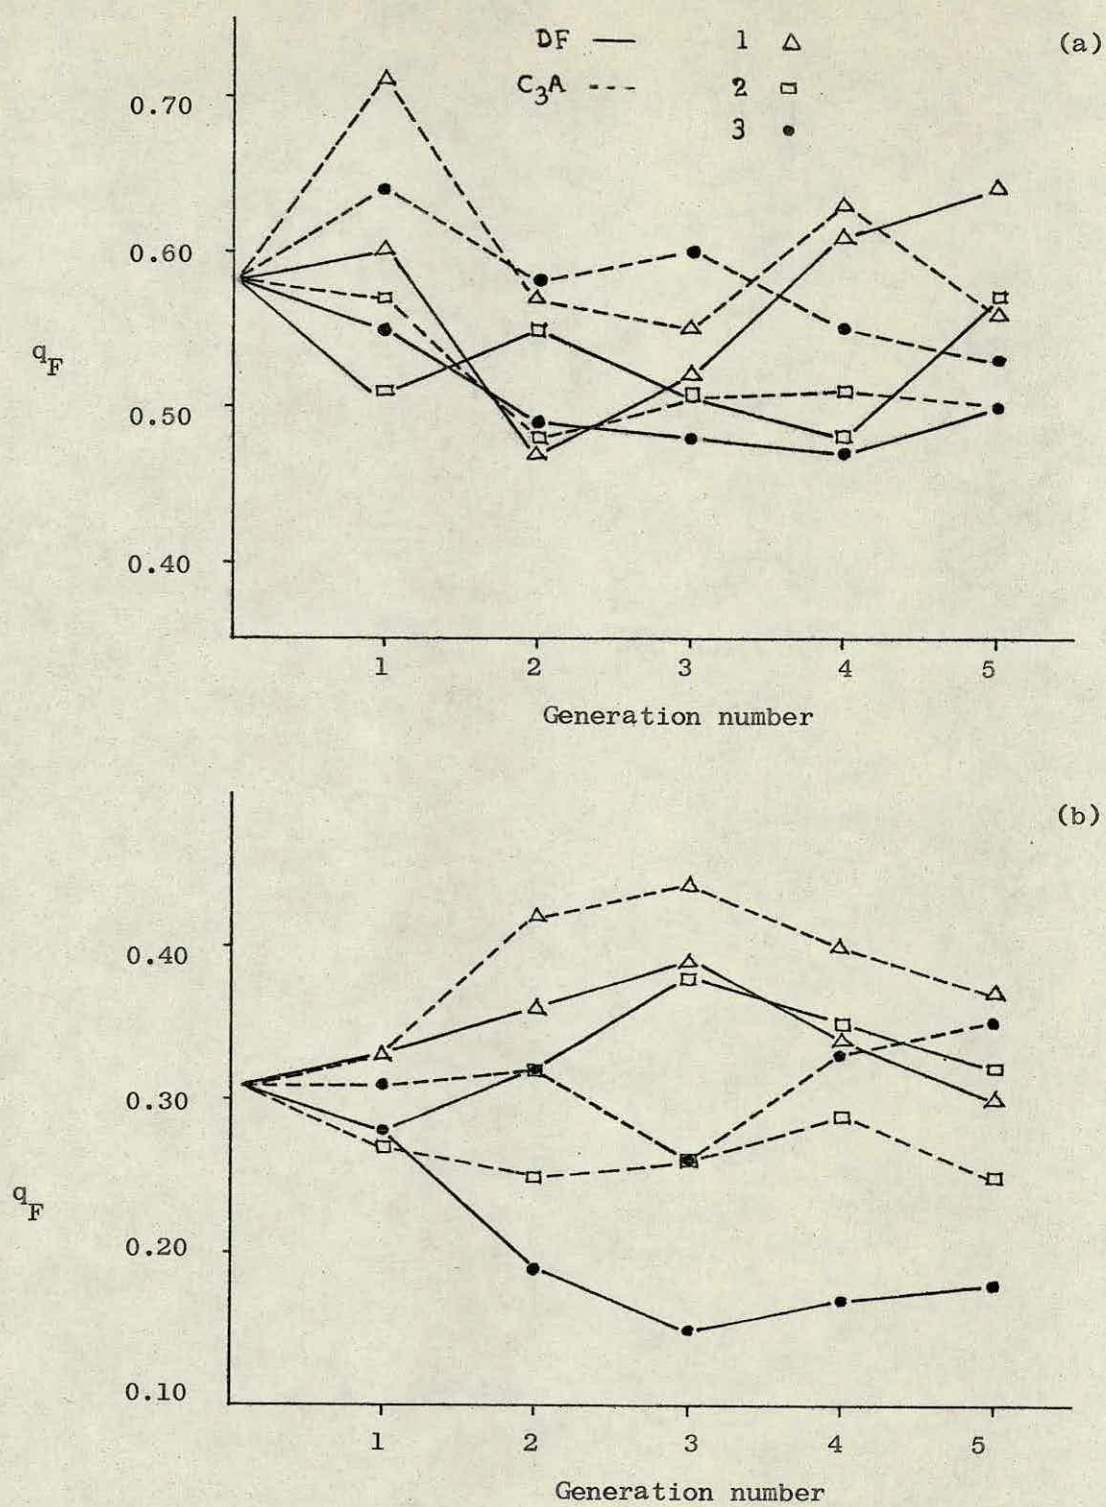 DF — 1 △ (a)
C₃A --- 2 □
3 ●
0.70
0.60
qF
0.50
0.40
1 2 3 4 5
Generation number
(b)
0.40
0.30
qF
0.20
0.10
1 2 3 4 5
Generation number